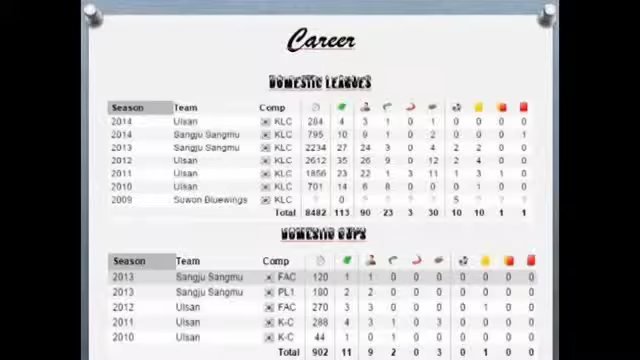 Career
DOMESTIC LEAGUES
Season Team Comp
2014 Ulsan KLC 284 4 3 1 0 1 0 0 0 0
2014 Sangju Sangmu KLC 795 10 9 1 0 2 0 0 0 1
2013 Sangju Sangmu KLC 2234 27 24 3 0 4 2 2 0 0
2012 Ulsan KLC 2612 35 26 9 0 12 2 4 0 0
2011 Ulsan KLC 1856 23 22 1 3 11 1 3 1 0
2010 Ulsan KLC 701 14 6 8 0 0 1 0 0
2009 Suwon Bluewings KLC ? 0 ? ? ? ? 5 ? ? ?
Total 8482 113 90 23 3 30 10 10 1 1
DOMESTIC CUPS
Season Team Comp
2013 Sangju Sangmu FAC 120 1 1 0 0 0 0 0 0 0
2013 Sangju Sangmu PL1 180 2 2 0 0 0 0 0 0 0
2012 Ulsan FAC 270 3 3 0 0 0 0 1 0 0
2011 Ulsan K-C 288 4 3 1 0 3 0 0 0 0
2010 Ulsan K-C 44 1 0 1 0 0 0 0 0 0
Total 902 11 9 2 0 3 0 1 0 0